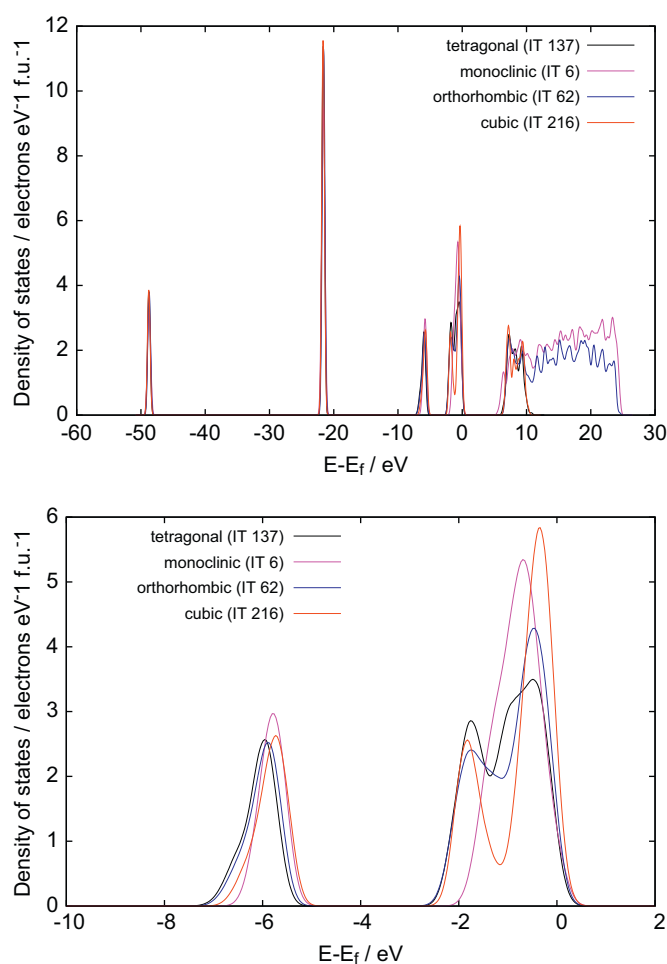 Density of states / electrons eV⁻¹ f.u.⁻¹
12
10
8
6
4
2
0
tetragonal (IT 137)
monoclinic (IT 6)
orthorhombic (IT 62)
cubic (IT 216)
-60 -50 -40 -30 -20 -10 0 10 20 30
E-E_f / eV
Density of states / electrons eV⁻¹ f.u.⁻¹
6
5
4
3
2
1
0
tetragonal (IT 137)
monoclinic (IT 6)
orthorhombic (IT 62)
cubic (IT 216)
-10 -8 -6 -4 -2 0 2
E-E_f / eV